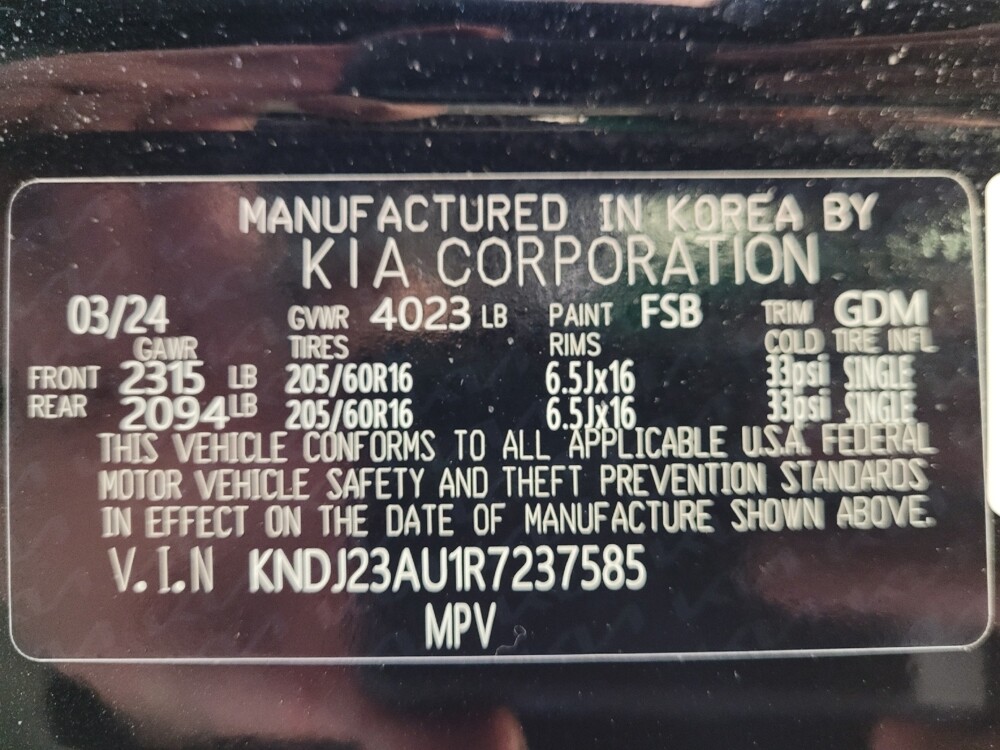 MANUFACTURED IN KOREA BY
KIA CORPORATION
03/24 GVWR 4023 LB PAINT FSB TRIM GDM
GAWR TIRES RIMS COLD TIRE INFL
FRONT 2315 LB 205/60R16 6.5Jx16 33psi SINGLE
REAR 2094 LB 205/60R16 6.5Jx16 33psi SINGLE
THIS VEHICLE CONFORMS TO ALL APPLICABLE U.S.A. FEDERAL
MOTOR VEHICLE SAFETY AND THEFT PREVENTION STANDARDS
IN EFFECT ON THE DATE OF MANUFACTURE SHOWN ABOVE.
V.I.N KNDJ23AU1R7237585
MPV